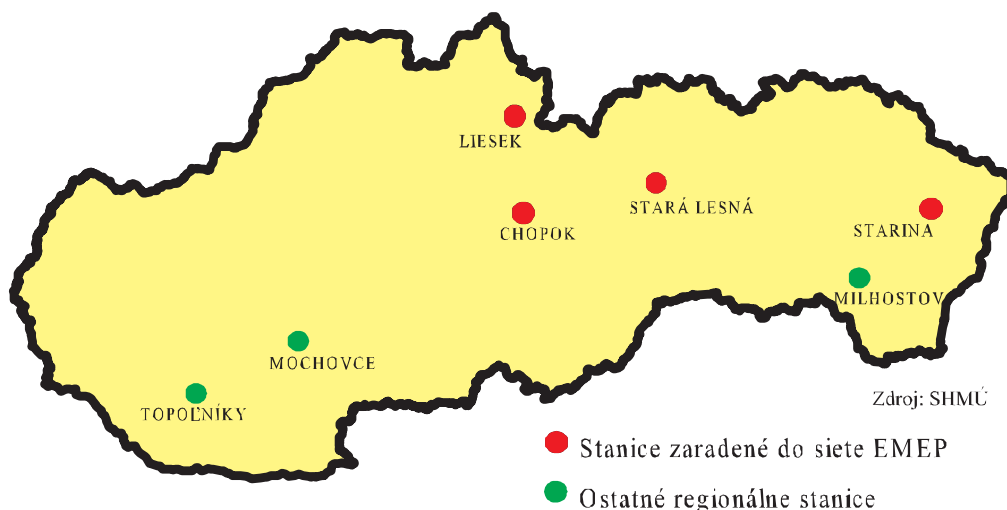 LIESEK
STARÁ LESNÁ
CHOPOK
STARINA
MILHOSTOV
MOCHOVCE
TOPOĽNÍKY
Zdroj: SHMÚ
Stanice zaradené do siete EMEP
Ostatné regionálne stanice